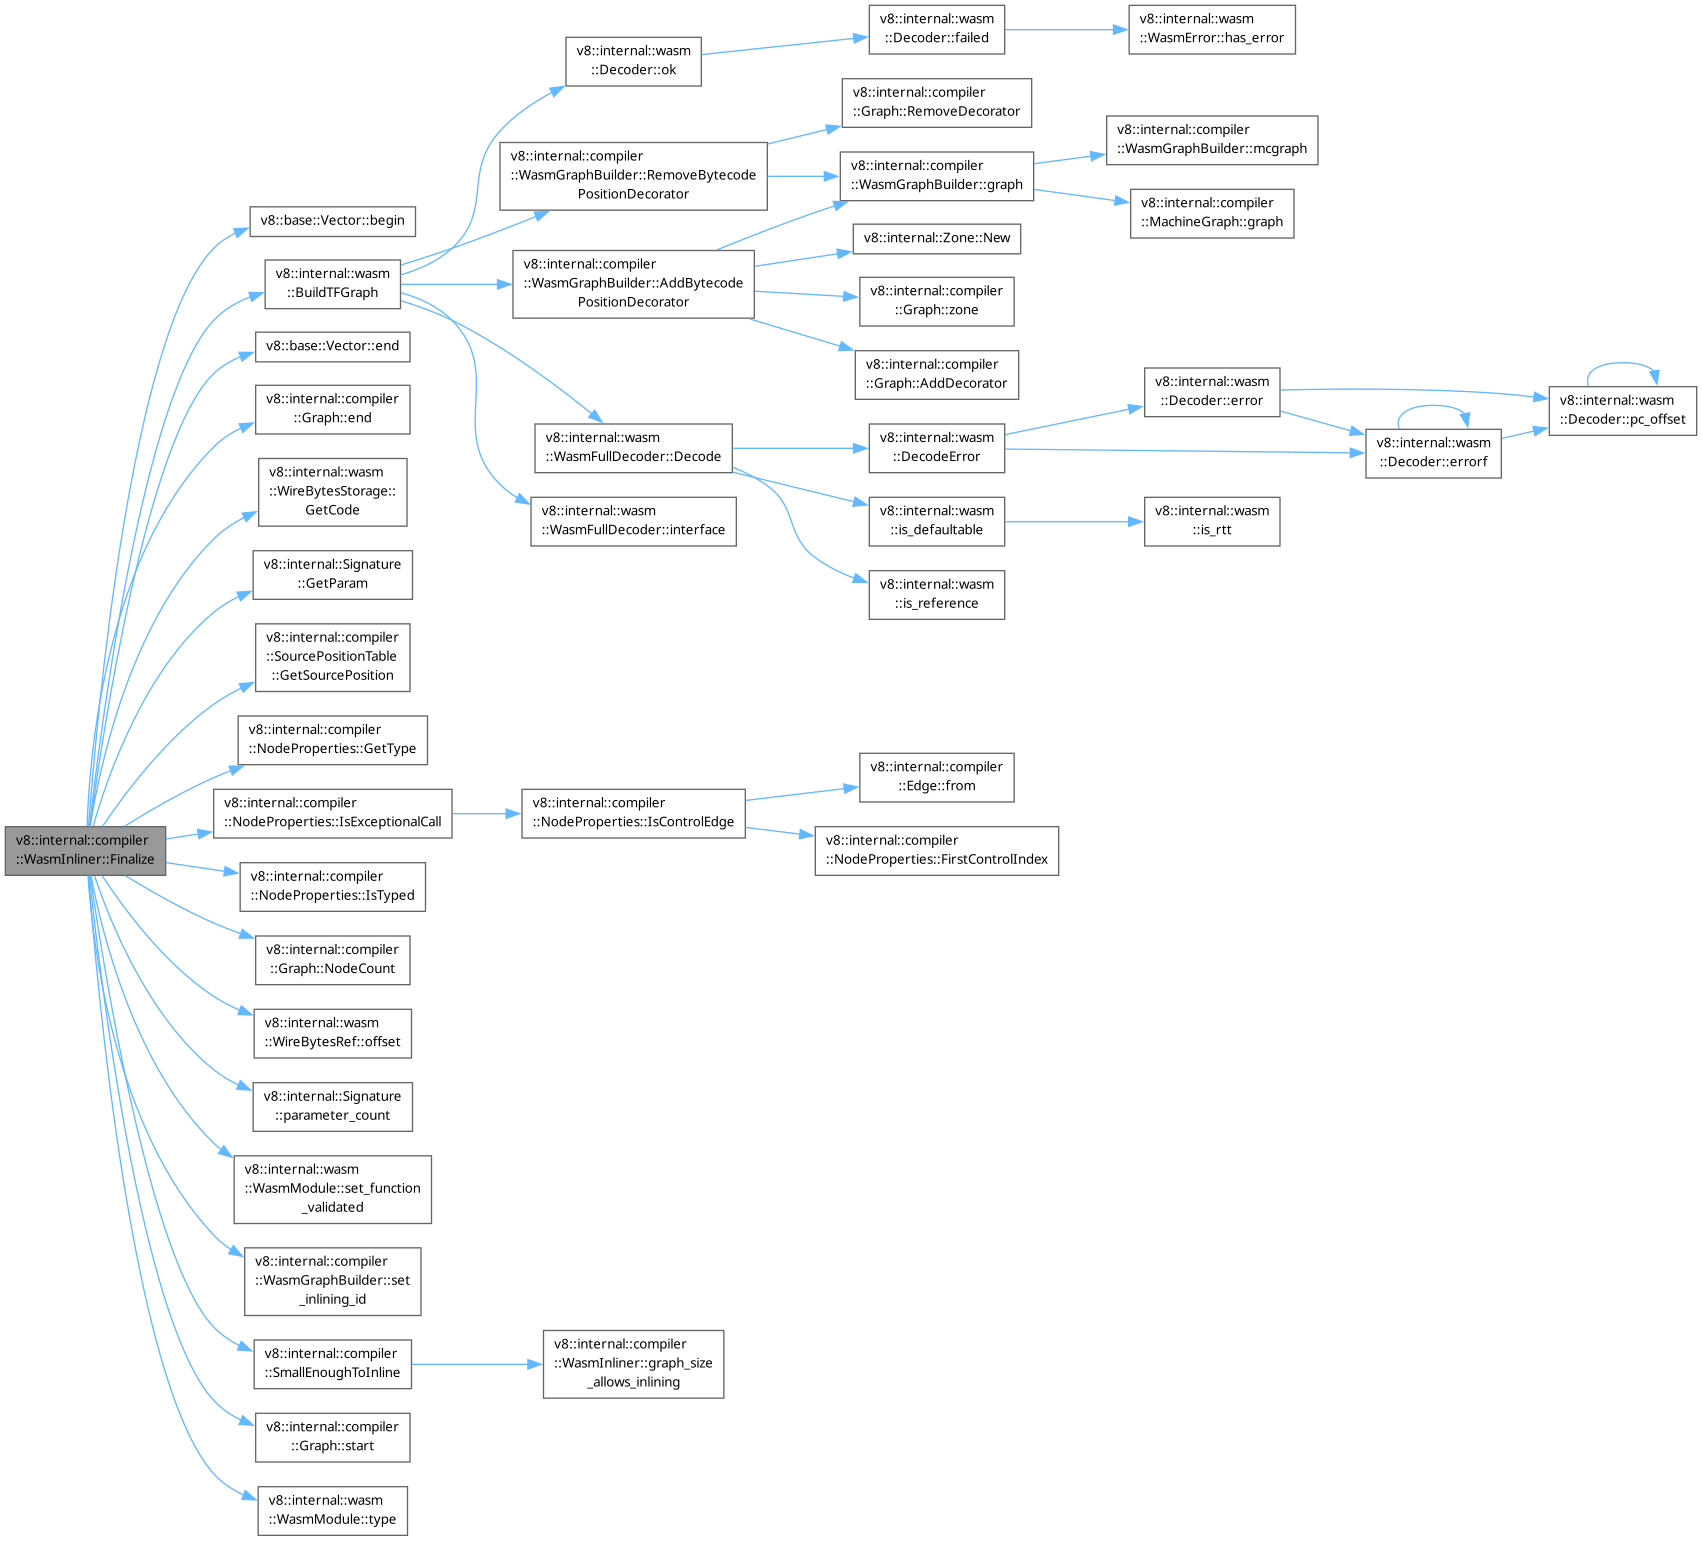 v8::internal::compiler
::WasmInliner::Finalize
v8::base::Vector::begin
v8::internal::wasm
::BuildTFGraph
v8::base::Vector::end
v8::internal::compiler
::Graph::end
v8::internal::wasm
::WireBytesStorage::
GetCode
v8::internal::Signature
::GetParam
v8::internal::compiler
::SourcePositionTable
::GetSourcePosition
v8::internal::compiler
::NodeProperties::GetType
v8::internal::compiler
::NodeProperties::IsExceptionalCall
v8::internal::compiler
::NodeProperties::IsTyped
v8::internal::compiler
::Graph::NodeCount
v8::internal::wasm
::WireBytesRef::offset
v8::internal::Signature
::parameter_count
v8::internal::wasm
::WasmModule::set_function
_validated
v8::internal::compiler
::WasmGraphBuilder::set
_inlining_id
v8::internal::compiler
::SmallEnoughToInline
v8::internal::compiler
::Graph::start
v8::internal::wasm
::WasmModule::type
v8::internal::wasm
::Decoder::ok
v8::internal::compiler
::WasmGraphBuilder::RemoveBytecode
PositionDecorator
v8::internal::compiler
::WasmGraphBuilder::AddBytecode
PositionDecorator
v8::internal::wasm
::WasmFullDecoder::Decode
v8::internal::wasm
::WasmFullDecoder::interface
v8::internal::compiler
::NodeProperties::IsControlEdge
v8::internal::compiler
::WasmInliner::graph_size
_allows_inlining
v8::internal::wasm
::Decoder::failed
v8::internal::compiler
::Graph::RemoveDecorator
v8::internal::compiler
::WasmGraphBuilder::graph
v8::internal::Zone::New
v8::internal::compiler
::Graph::zone
v8::internal::compiler
::Graph::AddDecorator
v8::internal::wasm
::DecodeError
v8::internal::wasm
::is_defaultable
v8::internal::wasm
::is_reference
v8::internal::compiler
::Edge::from
v8::internal::compiler
::NodeProperties::FirstControlIndex
v8::internal::wasm
::WasmError::has_error
v8::internal::compiler
::WasmGraphBuilder::mcgraph
v8::internal::compiler
::MachineGraph::graph
v8::internal::wasm
::Decoder::error
v8::internal::wasm
::is_rtt
v8::internal::wasm
::Decoder::errorf
v8::internal::wasm
::Decoder::pc_offset